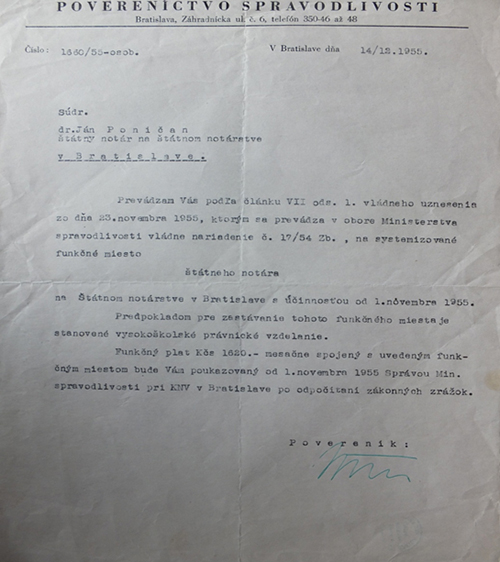 POVERENÍCTVO SPRAVODLIVOSTI
Bratislava, Záhradnícka ul. č. 6, telefón 350-46 až 48
Číslo: 1660/55-osob. V Bratislave dňa 14/12.1955.
Súdr.
dr.Ján Poničan
štátny notár na štátnom notárstve
v Bratislave.
Prevádzam Vás podľa článku VII ods. 1. vládneho uznesenia
zo dňa 23.novembra 1955, ktorým sa prevádza v obore Ministerstva
spravodlivosti vládne nariadenie č. 17/54 Zb. , na systemizované
funkčné miesto
štátneho notára
na Štátnom notárstve v Bratislave s účinnosťou od 1.novembra 1955.
Predpokladom pre zastávanie tohoto funkčného miesta je
stanovené vysokoškolské právnické vzdelanie.
Funkčný plat Kčs 1620.- mesačne spojený s uvedeným funk-
čným miestom bude Vám poukazovaný od 1.novembra 1955 Správou Min.
spravodlivosti pri KNV v Bratislave po odpočítaní zákonných zrážok.
Povereník: